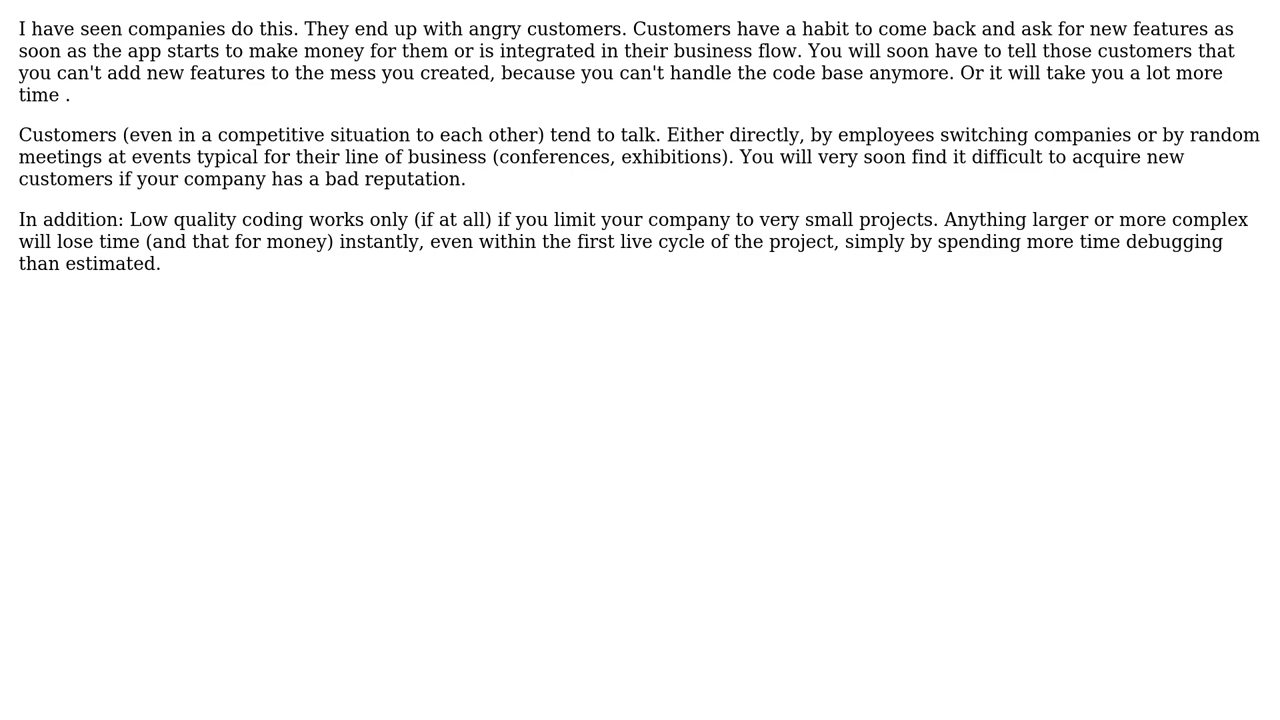 I have seen companies do this. They end up with angry customers. Customers have a habit to come back and ask for new features as
soon as the app starts to make money for them or is integrated in their business flow. You will soon have to tell those customers that
you can't add new features to the mess you created, because you can't handle the code base anymore. Or it will take you a lot more
time .
Customers (even in a competitive situation to each other) tend to talk. Either directly, by employees switching companies or by random
meetings at events typical for their line of business (conferences, exhibitions). You will very soon find it difficult to acquire new
customers if your company has a bad reputation.
In addition: Low quality coding works only (if at all) if you limit your company to very small projects. Anything larger or more complex
will lose time (and that for money) instantly, even within the first live cycle of the project, simply by spending more time debugging
than estimated.